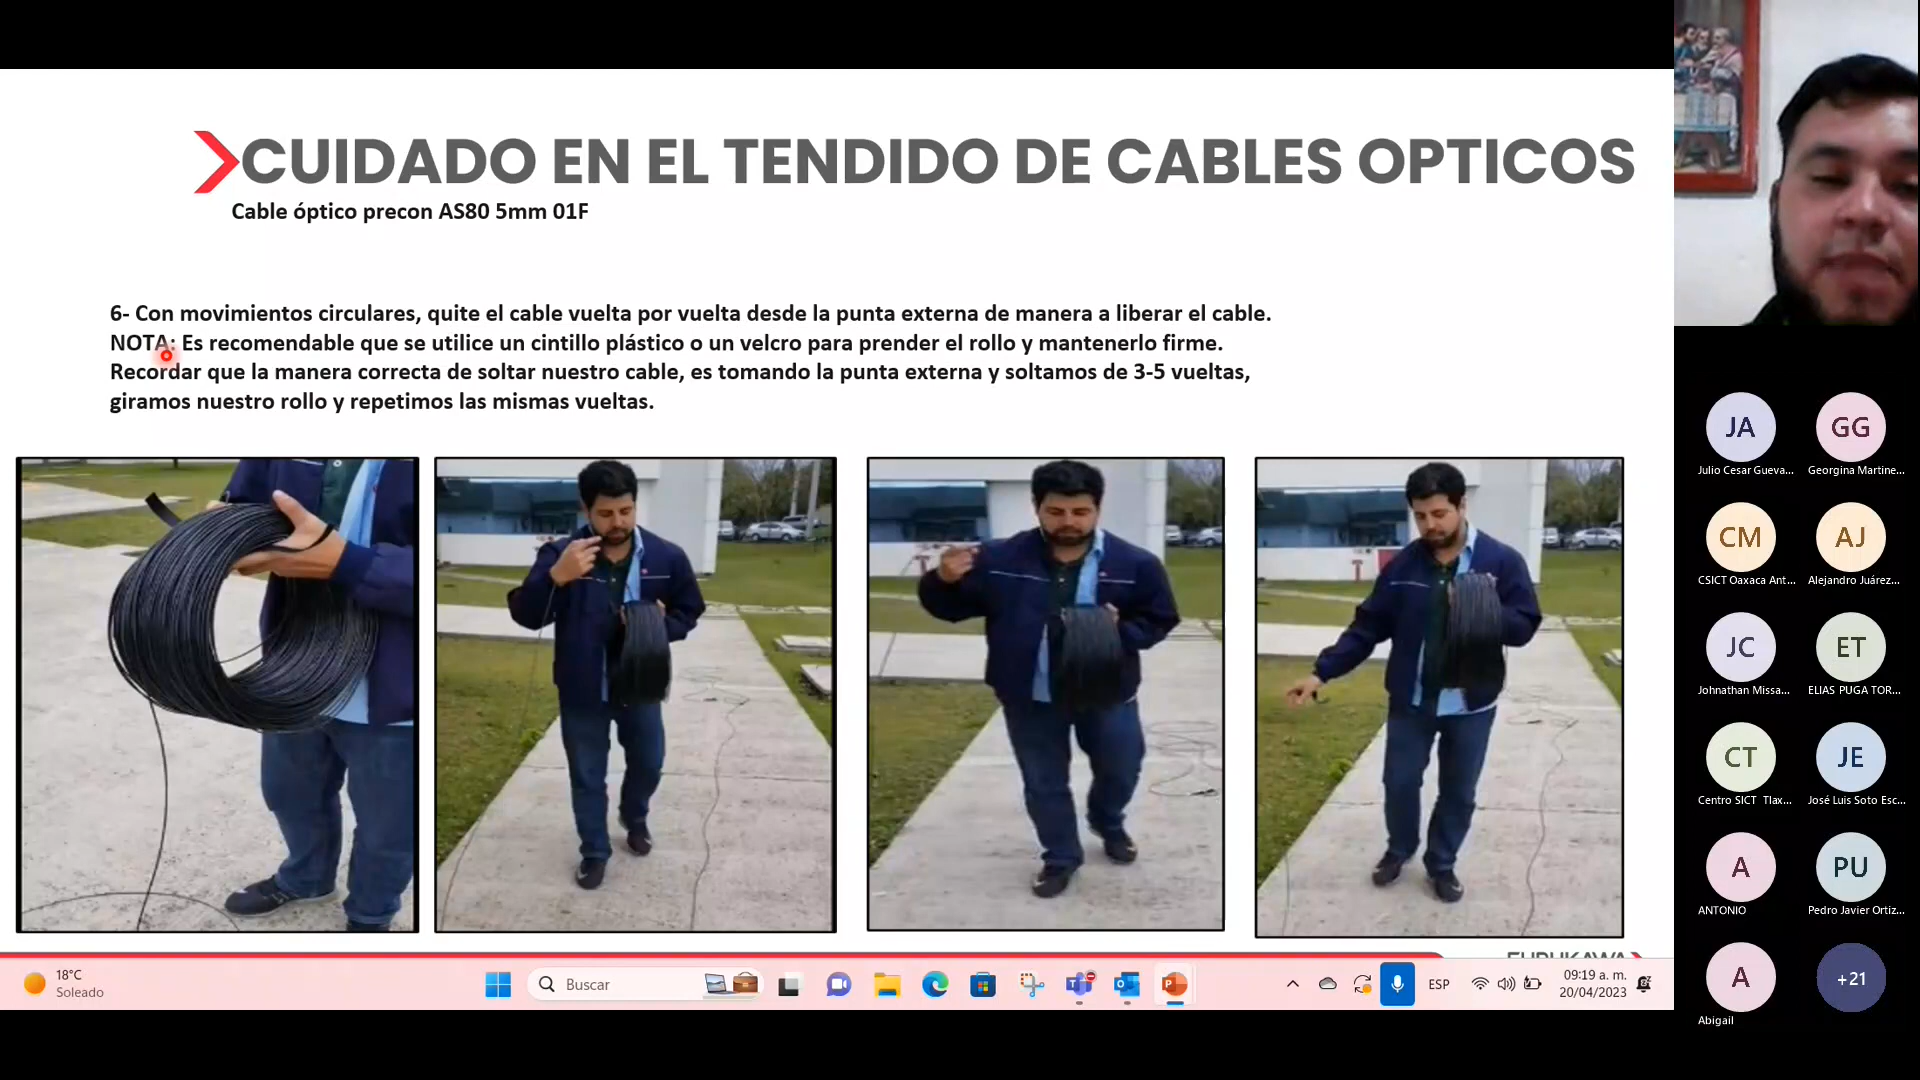 CUIDADO EN EL TENDIDO DE CABLES OPTICOS
Cable óptico precon AS80 5mm 01F
6- Con movimientos circulares, quite el cable vuelta por vuelta desde la punta externa de manera a liberar el cable.
NOTA: Es recomendable que se utilice un cintillo plástico o un velcro para prender el rollo y mantenerlo firme.
Recordar que la manera correcta de soltar nuestro cable, es tomando la punta externa y soltamos de 3-5 vueltas,
giramos nuestro rollo y repetimos las mismas vueltas.
FURUKAWA
18°C
Soleado
Buscar
ESP
09:19 a. m.
20/04/2023
JA
GG
Julio Cesar Gueva...
Georgina Martine...
CM
AJ
CSICT Oaxaca Ant...
Alejandro Juárez...
JC
ET
Johnathan Missa...
ELIAS PUGA TOR...
CT
JE
Centro SICT Tlax...
José Luis Soto Esc...
A
PU
ANTONIO
Pedro Javier Ortiz...
A
+21
Abigail